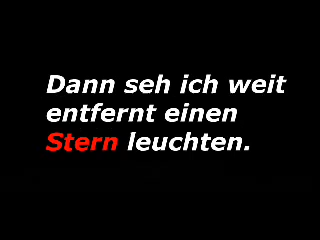 Dann seh ich weit
entfernt einen
Stern leuchten.